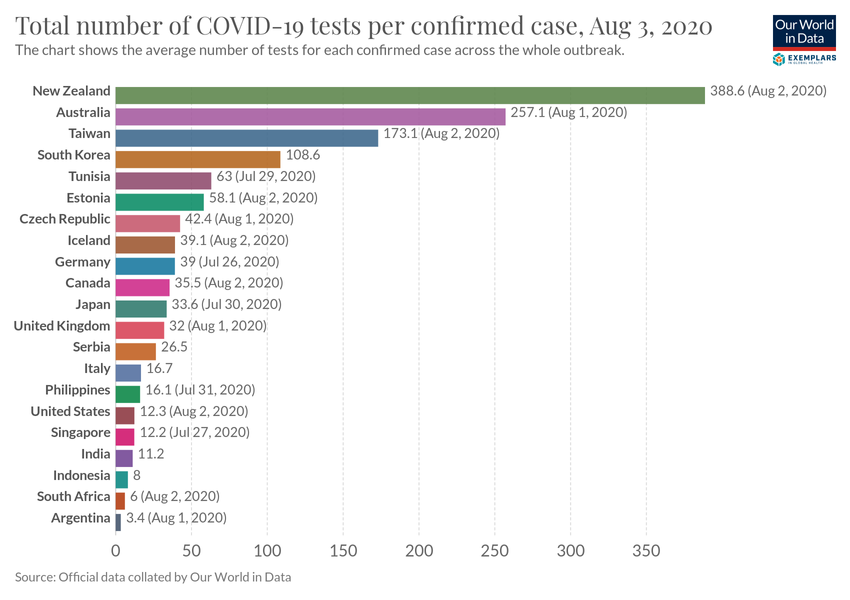 Total number of COVID-19 tests per confirmed case, Aug 3, 2020
The chart shows the average number of tests for each confirmed case across the whole outbreak.
Our World
in Data
EXEMPLARS
IN GLOBAL HEALTH
New Zealand 388.6 (Aug 2, 2020)
Australia 257.1 (Aug 1, 2020)
Taiwan 173.1 (Aug 2, 2020)
South Korea 108.6
Tunisia 63 (Jul 29, 2020)
Estonia 58.1 (Aug 2, 2020)
Czech Republic 42.4 (Aug 1, 2020)
Iceland 39.1 (Aug 2, 2020)
Germany 39 (Jul 26, 2020)
Canada 35.5 (Aug 2, 2020)
Japan 33.6 (Jul 30, 2020)
United Kingdom 32 (Aug 1, 2020)
Serbia 26.5
Italy 16.7
Philippines 16.1 (Jul 31, 2020)
United States 12.3 (Aug 2, 2020)
Singapore 12.2 (Jul 27, 2020)
India 11.2
Indonesia 8
South Africa 6 (Aug 2, 2020)
Argentina 3.4 (Aug 1, 2020)
0 50 100 150 200 250 300 350
Source: Official data collated by Our World in Data